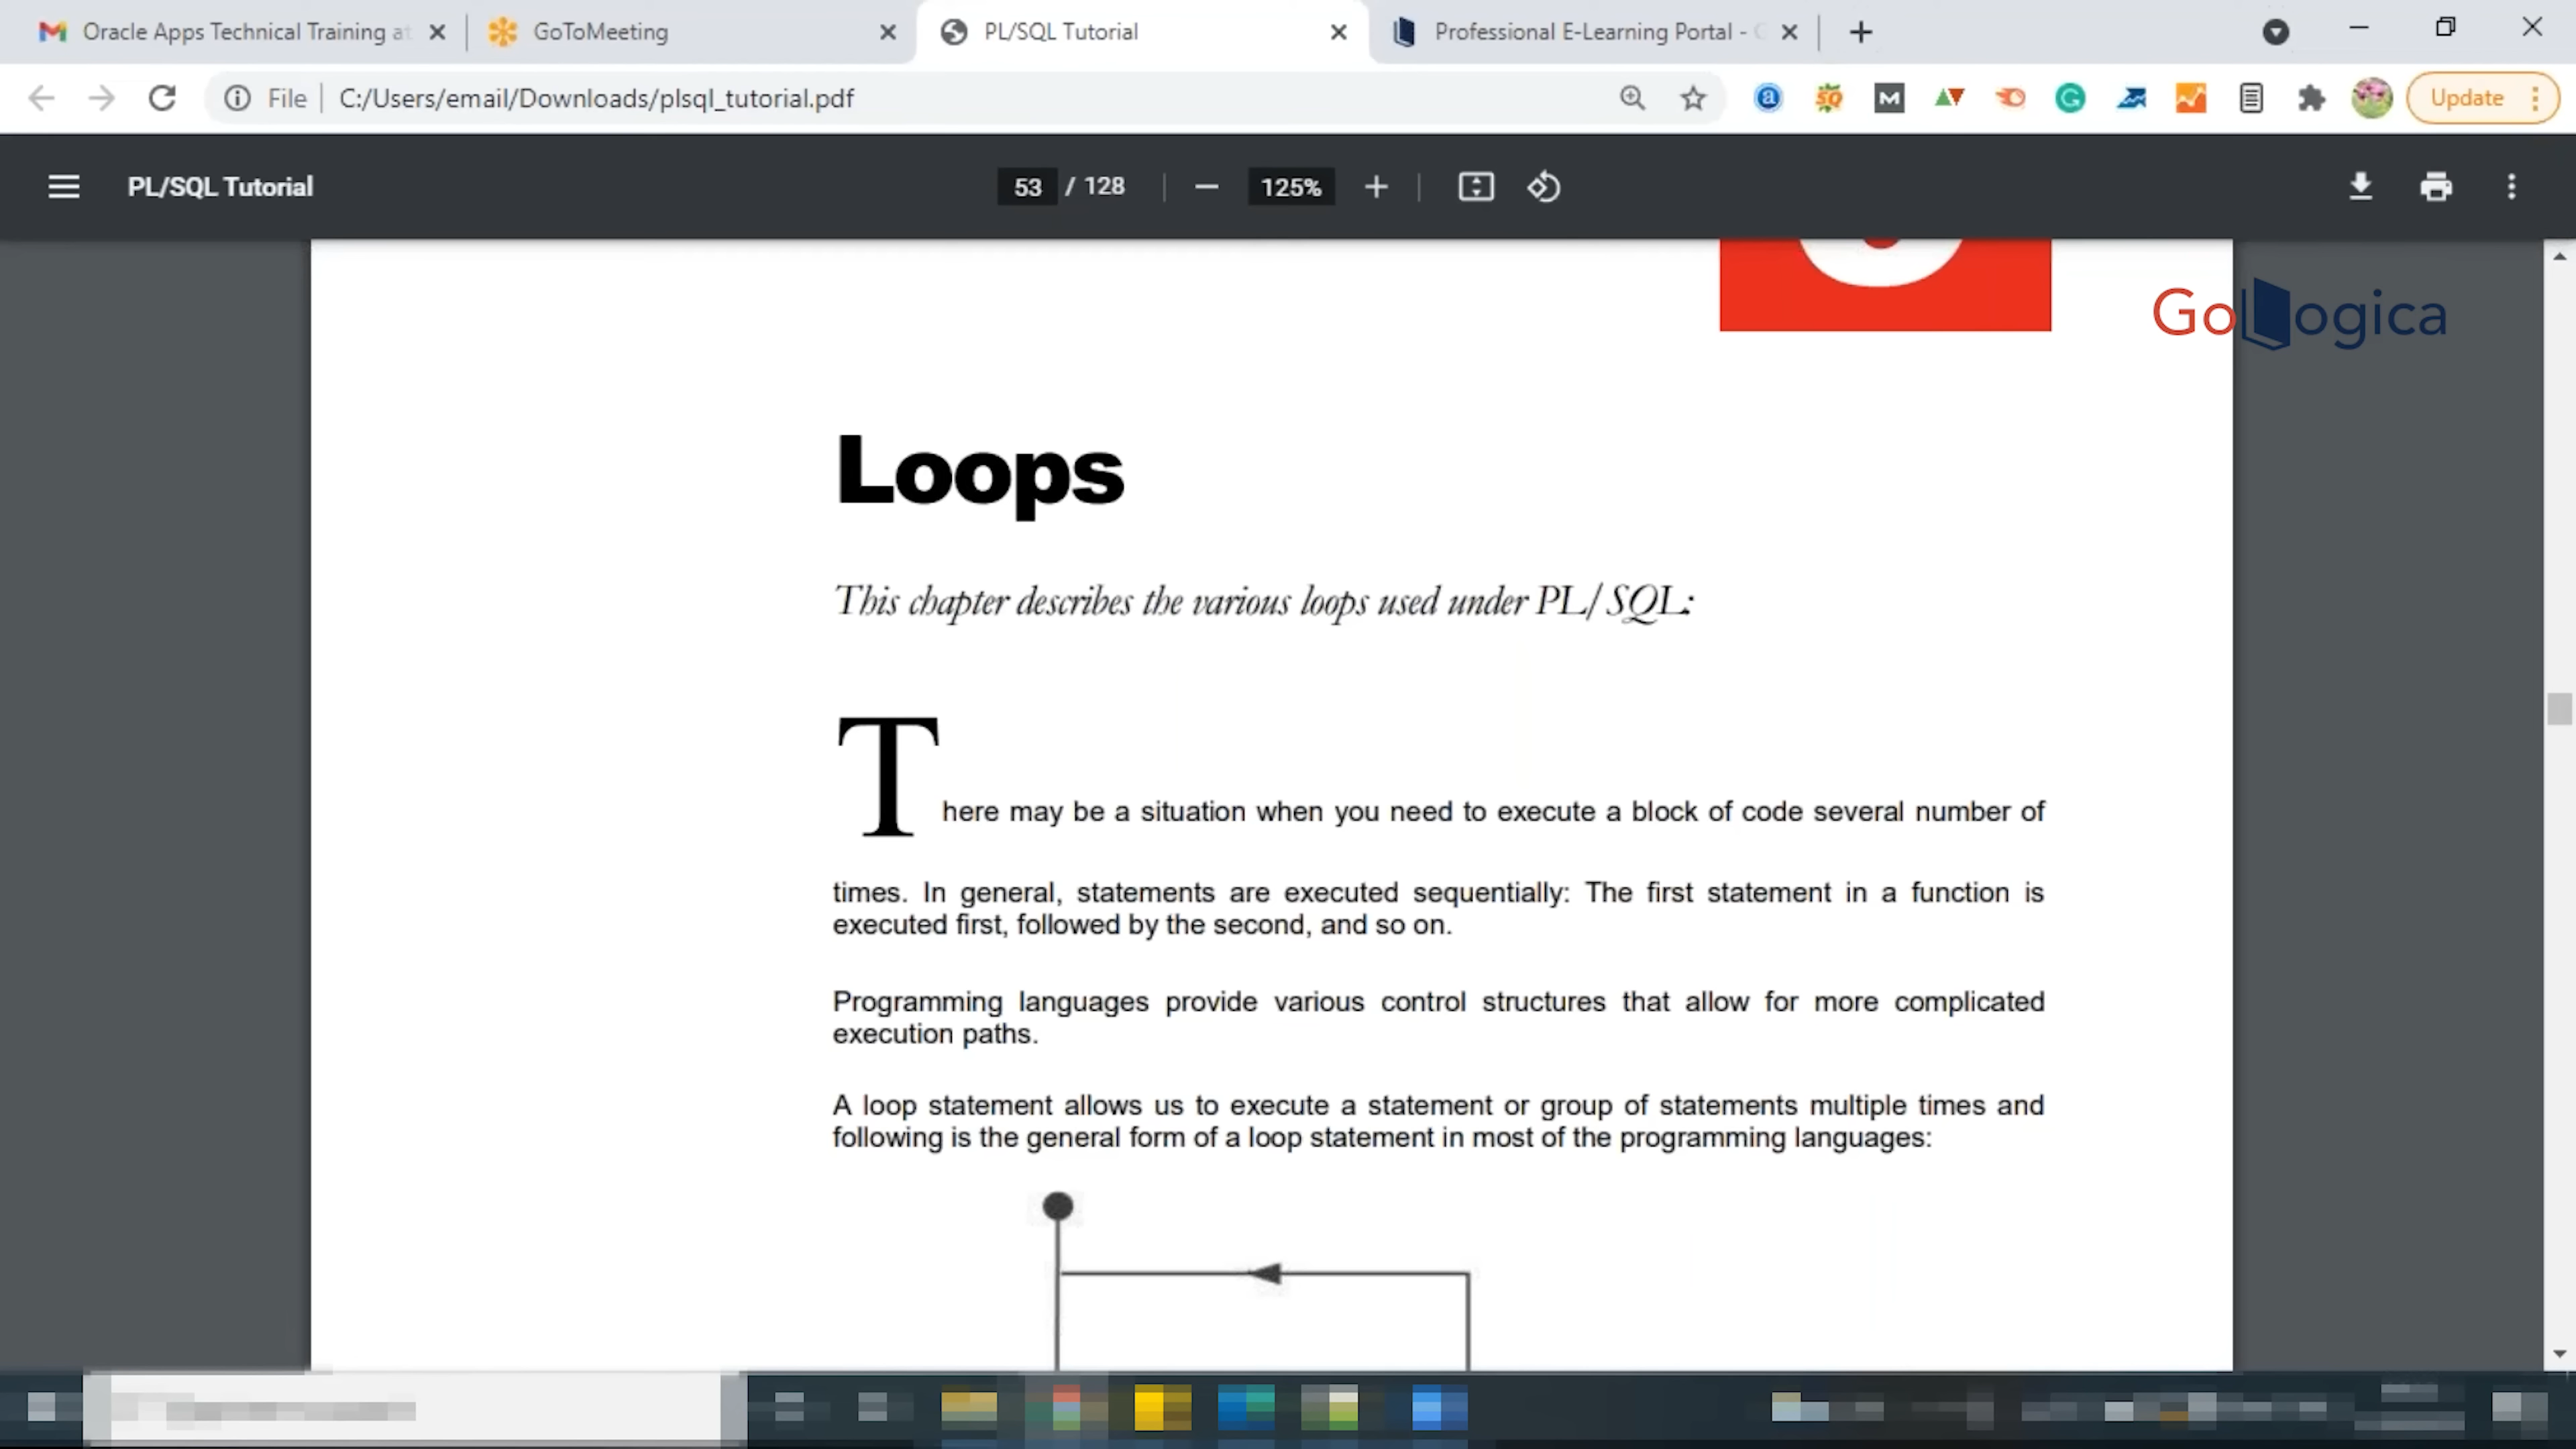 Oracle Apps Technical Training at
GoToMeeting
PL/SQL Tutorial
Professional E-Learning Portal -
File
C:/Users/email/Downloads/plsql_tutorial.pdf
Update
PL/SQL Tutorial
53 / 128
125%
GoLogica
Loops
This chapter describes the various loops used under PL/SQL:
There may be a situation when you need to execute a block of code several number of
times. In general, statements are executed sequentially: The first statement in a function is
executed first, followed by the second, and so on.
Programming languages provide various control structures that allow for more complicated
execution paths.
A loop statement allows us to execute a statement or group of statements multiple times and
following is the general form of a loop statement in most of the programming languages: